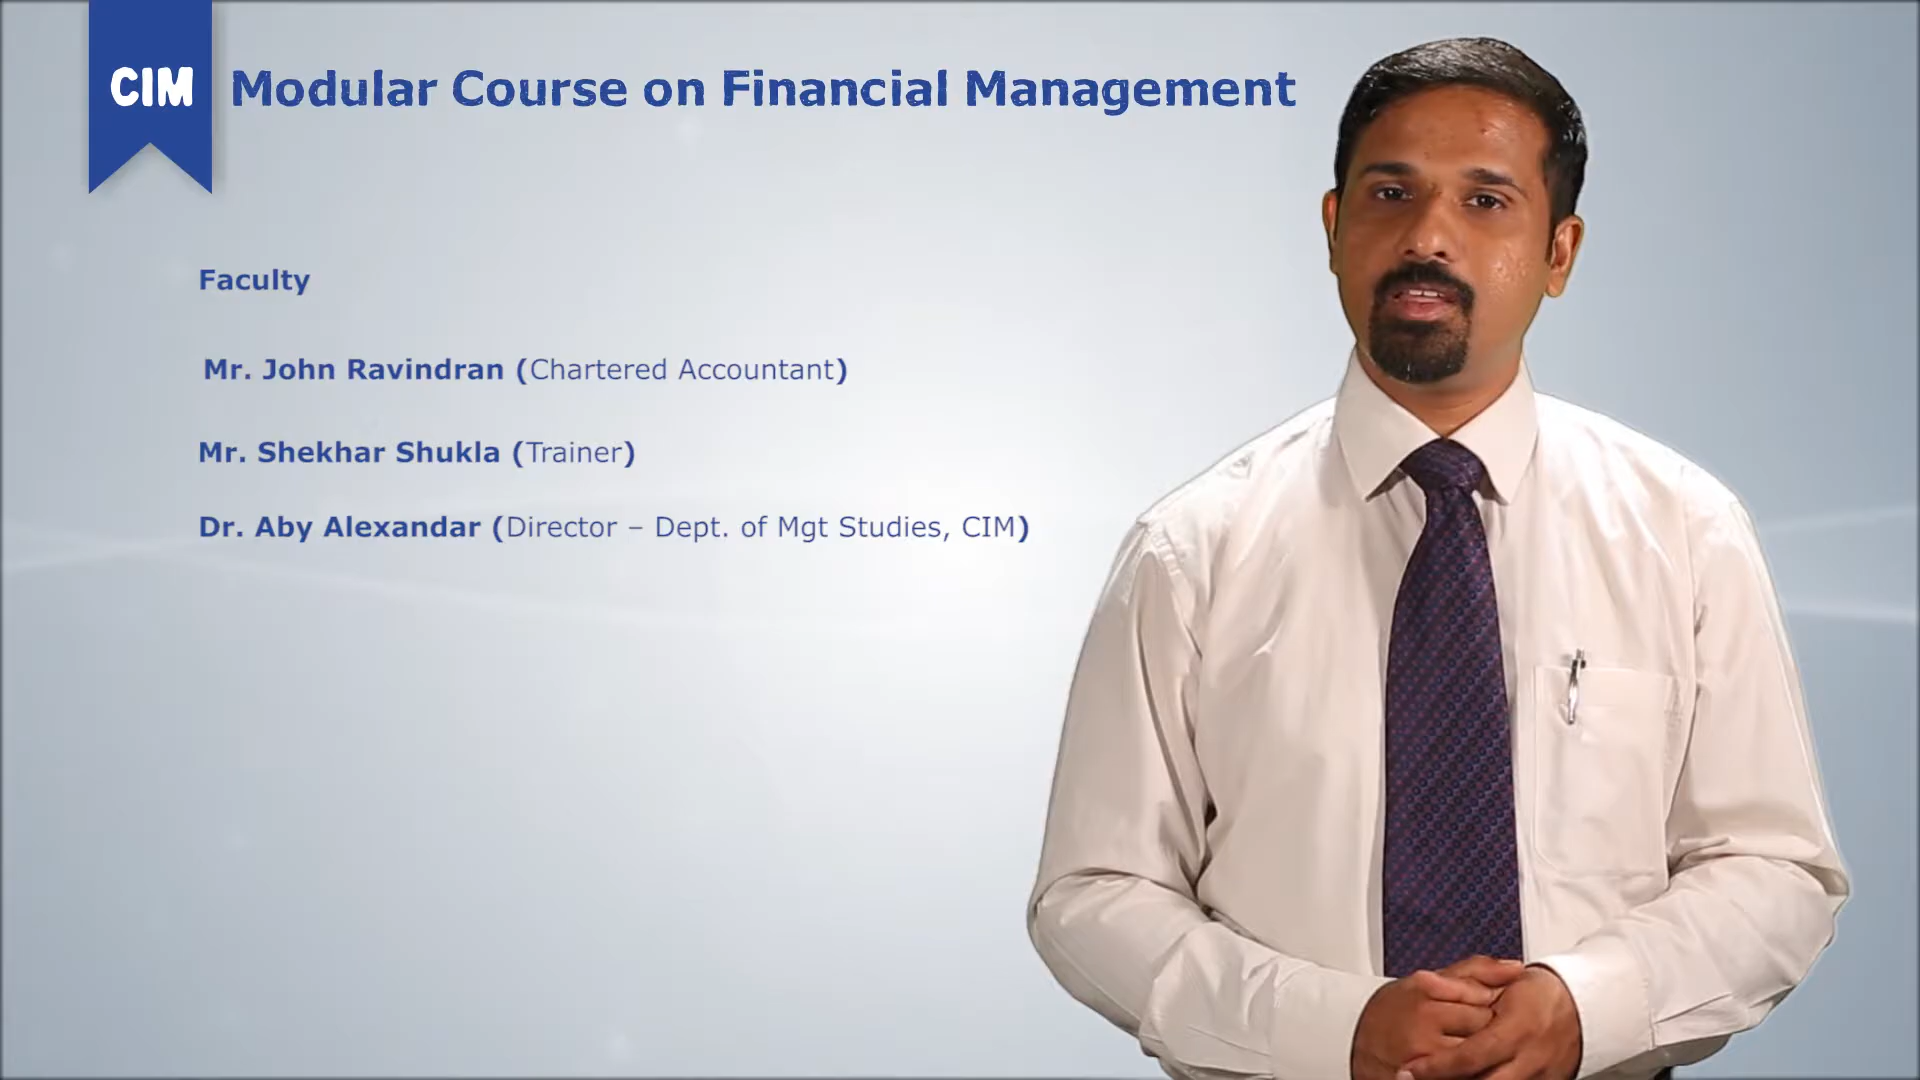 CIM
Modular Course on Financial Management
Faculty
Mr. John Ravindran (Chartered Accountant)
Mr. Shekhar Shukla (Trainer)
Dr. Aby Alexandar (Director – Dept. of Mgt Studies, CIM)